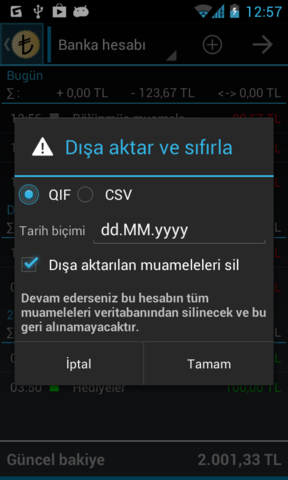 12:57
Banka hesabı
Bugün
Σ: + 0,00 TL - 123,67 TL <-> 0,00 TL
Dışa aktar ve sıfırla
QIF CSV
Tarih biçimi dd.MM.yyyy
Dışa aktarılan muameleleri sil
Devam ederseniz bu hesabın tüm
muameleleri veritabanından silinecek ve bu
geri alınamayacaktır.
İptal Tamam
03:50 Hediyeler 100,00 TL
Güncel bakiye 2.001,33 TL